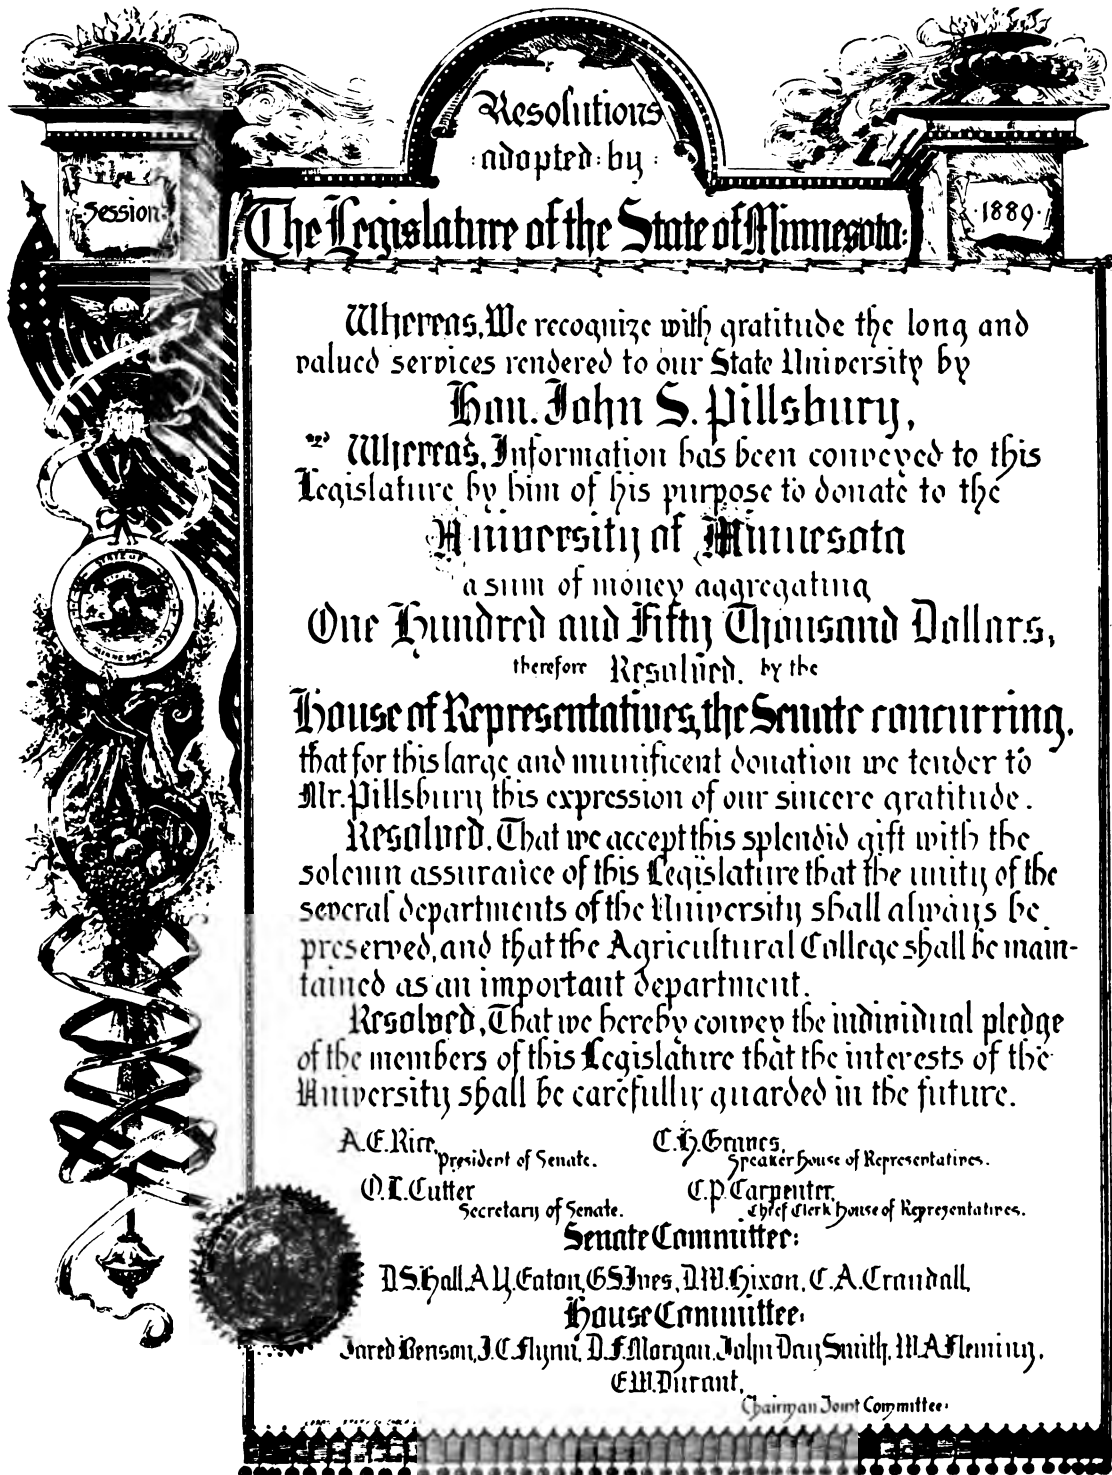 Resolutions
adopted by
The Legislature of the State of Minnesota:
Session
1889
Whereas, We recognize with gratitude the long and
valued services rendered to our State University by
Hon. John S. Pillsbury,
Whereas, Information has been conveyed to this
Legislature by him of his purpose to donate to the
University of Minnesota
a sum of money aggregating
One Hundred and Fifty Thousand Dollars,
therefore Resolved, by the
House of Representatives, the Senate concurring,
that for this large and munificent donation we tender to
Mr. Pillsbury this expression of our sincere gratitude.
Resolved, That we accept this splendid gift with the
solemn assurance of this Legislature that the unity of the
several departments of the University shall always be
preserved, and that the Agricultural College shall be main-
tained as an important department.
Resolved, That we hereby convey the individual pledge
of the members of this Legislature that the interests of the
University shall be carefully guarded in the future.
A. E. Rice, C. H. Graves,
President of Senate. Speaker House of Representatives.
O. L. Cutter C. P. Carpenter,
Secretary of Senate. Chief Clerk House of Representatives.
Senate Committee:
D. S. Hall, A. Y. Eaton, G. S. Ives, D. W. Hixon, C. A. Crandall,
House Committee:
Jared Benson, J. C. Flynn, D. F. Morgan, John Day Smith, W. A. Fleming,
E. W. Durant,
Chairman Joint Committee.
STATE OF
MINNESOTA